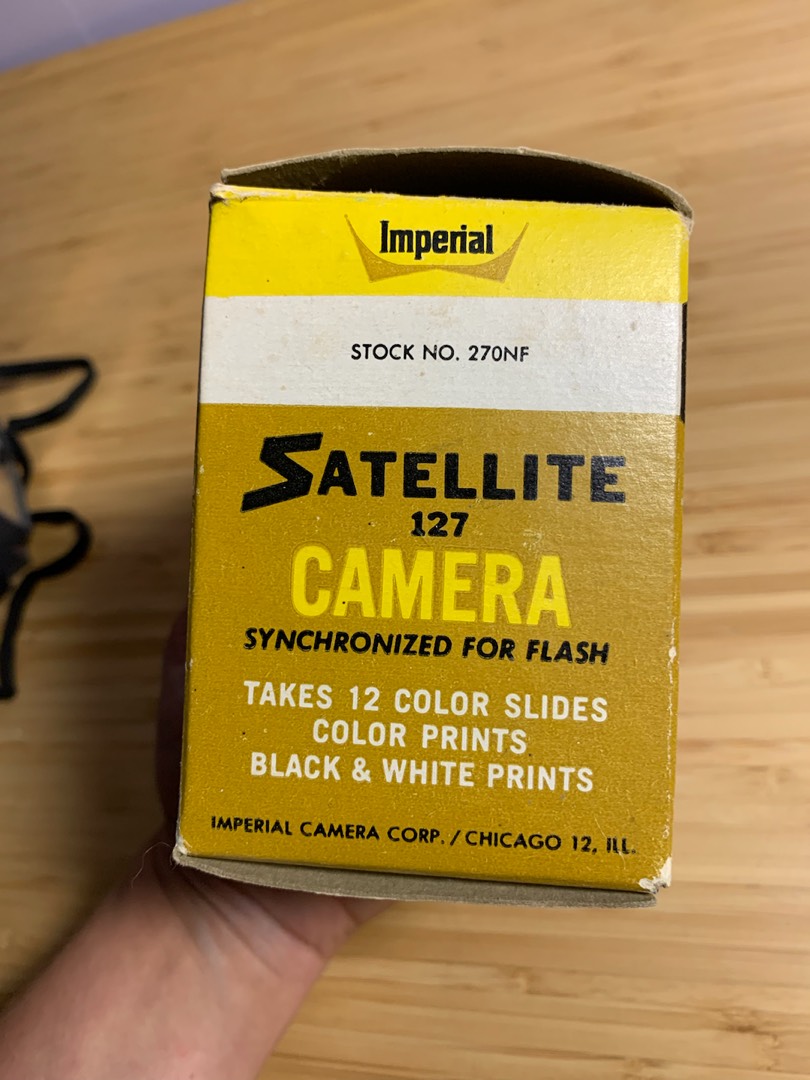 Imperial
STOCK NO. 270NF
SATELLITE
127
CAMERA
SYNCHRONIZED FOR FLASH
TAKES 12 COLOR SLIDES
COLOR PRINTS
BLACK & WHITE PRINTS
IMPERIAL CAMERA CORP. / CHICAGO 12, ILL.